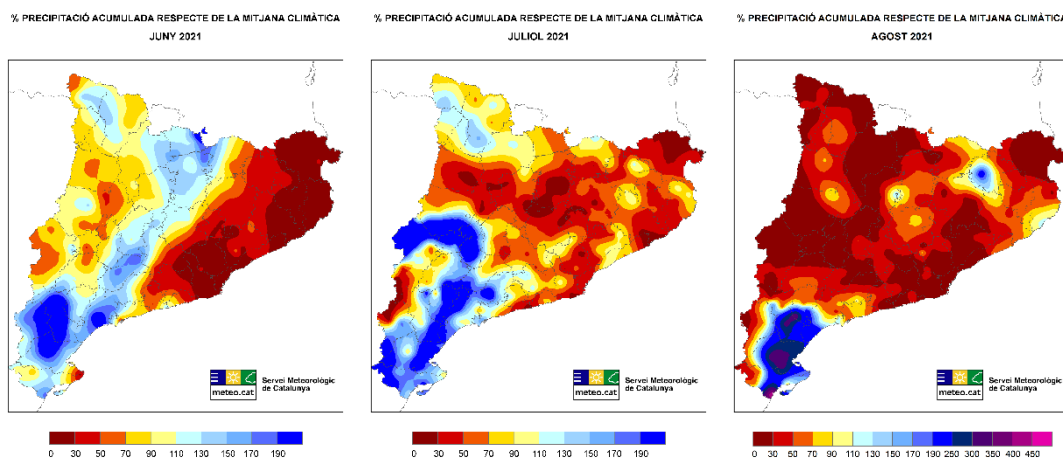 % PRECIPITACIÓ ACUMULADA RESPECTE DE LA MITJANA CLIMÀTICA
JUNY 2021
meteo.cat
Servei Meteorològic
de Catalunya
0 30 50 70 90 110 130 150 170 190
% PRECIPITACIÓ ACUMULADA RESPECTE DE LA MITJANA CLIMÀTICA
JULIOL 2021
meteo.cat
Servei Meteorològic
de Catalunya
0 30 50 70 90 110 130 150 170 190
% PRECIPITACIÓ ACUMULADA RESPECTE DE LA MITJANA CLIMÀTICA
AGOST 2021
meteo.cat
Servei Meteorològic
de Catalunya
0 30 50 70 90 110 130 150 170 190 250 300 350 400 450